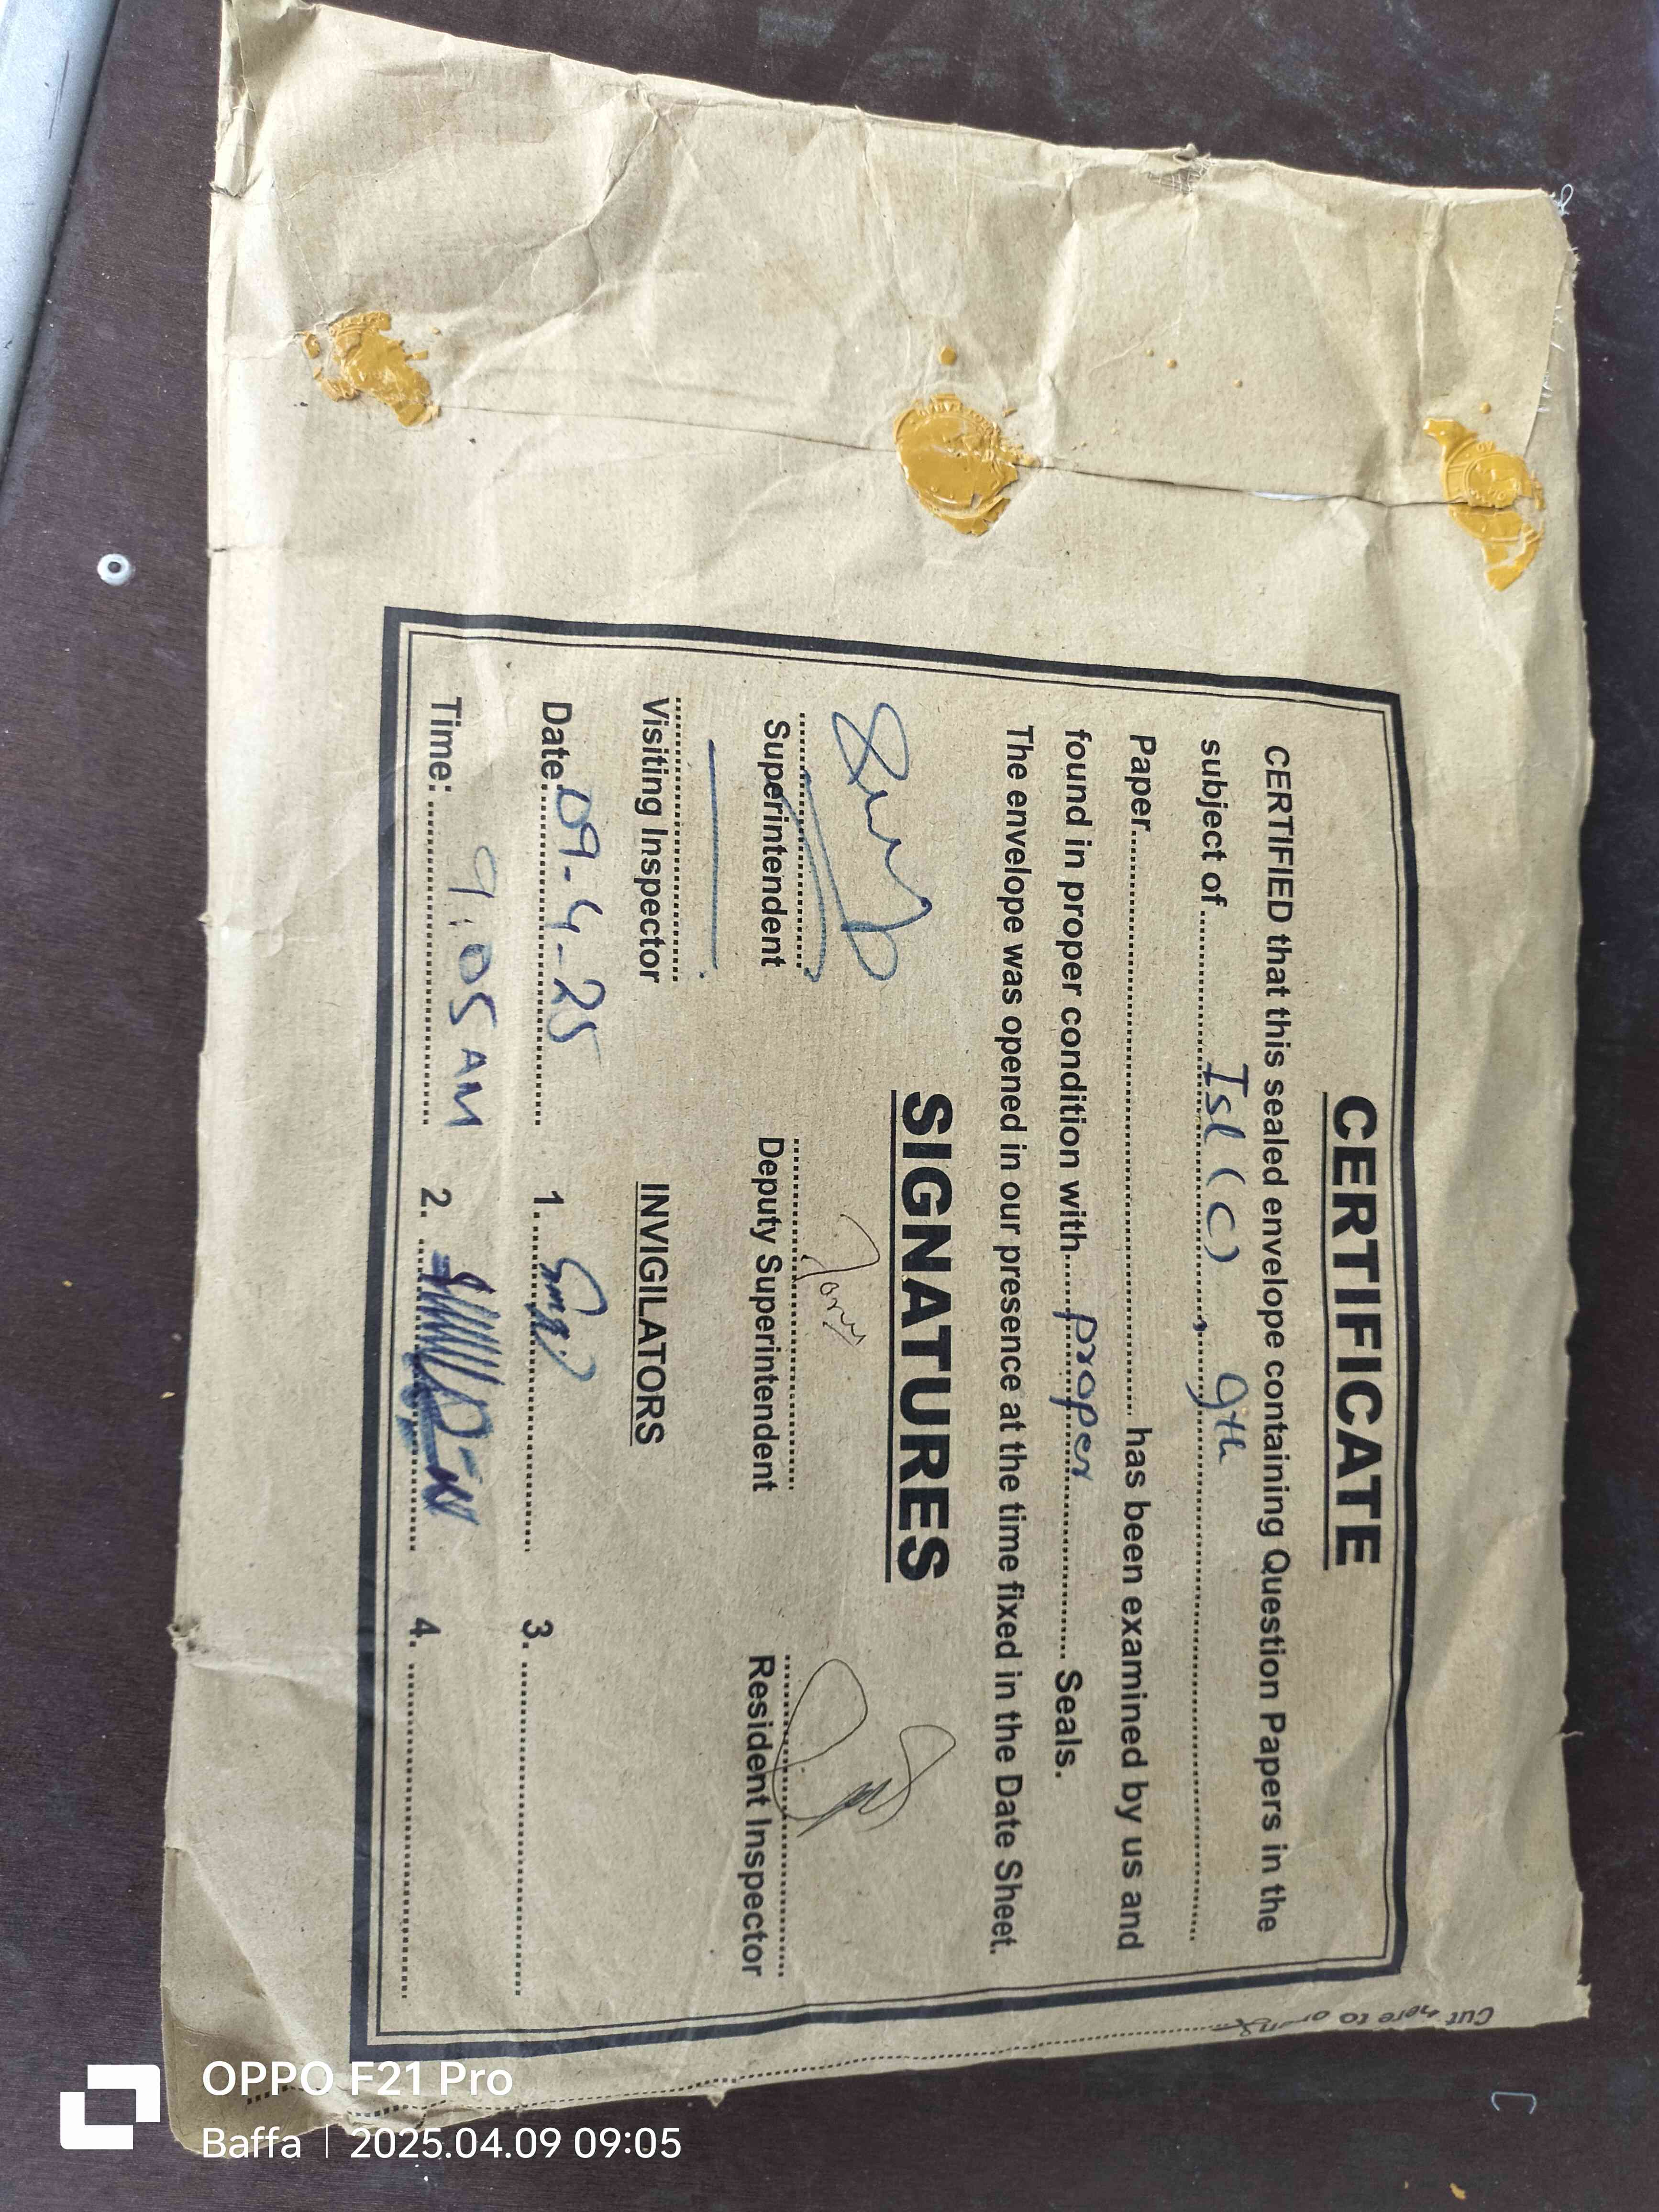 CERTIFICATE
CERTIFIED that this sealed envelope containing Question Papers in the
subject of .......... Isl (C) , 9th ..........
Paper.......... has been examined by us and
found in proper condition with.......... proper .......... Seals.
The envelope was opened in our presence at the time fixed in the Date Sheet.
SIGNATURES
Superintendent Deputy Superintendent Resident Inspector
Visiting Inspector INVIGILATORS
Date: 09-4-25 1. 3.
Time: 9:05 AM 2. 4.
Cut here to
OPPO F21 Pro
Baffa | 2025.04.09 09:05